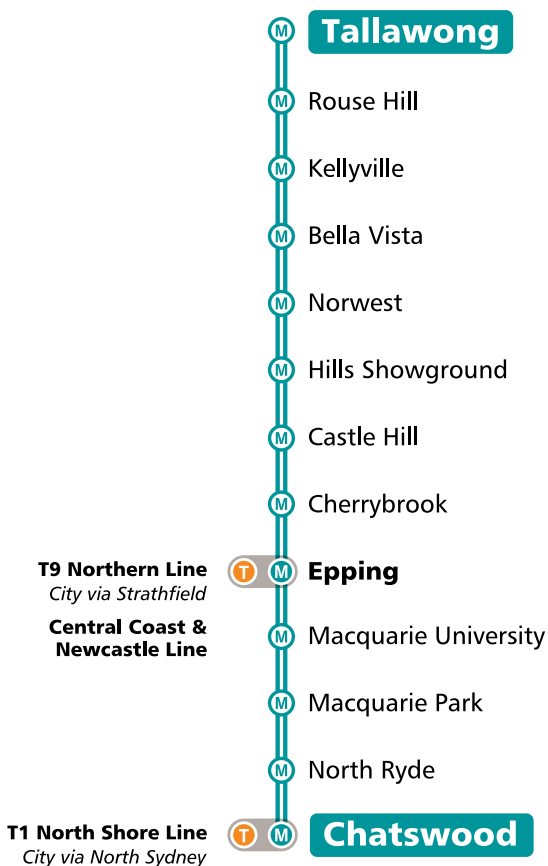 M Tallawong
M Rouse Hill
M Kellyville
M Bella Vista
M Norwest
M Hills Showground
M Castle Hill
M Cherrybrook
T9 Northern Line T M Epping
City via Strathfield
Central Coast &
Newcastle Line
M Macquarie University
M Macquarie Park
M North Ryde
T1 North Shore Line T M Chatswood
City via North Sydney